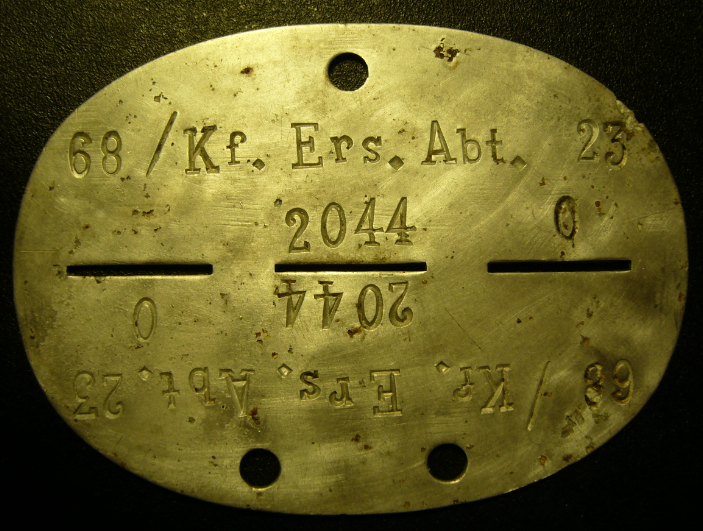 68 / Kf. Ers. Abt. 23
2044 0
2044
0
68 / Kf. Ers. Abt. 23